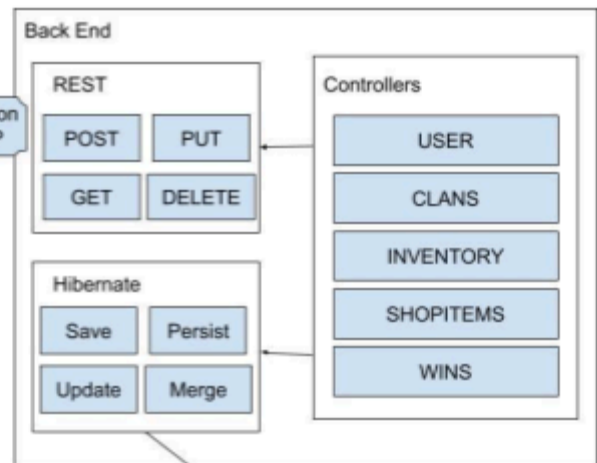 Back End
REST
POST
PUT
GET
DELETE
Hibernate
Save
Persist
Update
Merge
Controllers
USER
CLANS
INVENTORY
SHOPITEMS
WINS